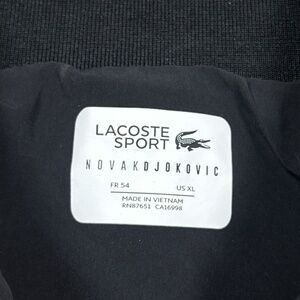 LACOSTE
SPORT
NOVAKDJOKOVIC
FR 54 US XL
MADE IN VIETNAM
RN87651 CA16998